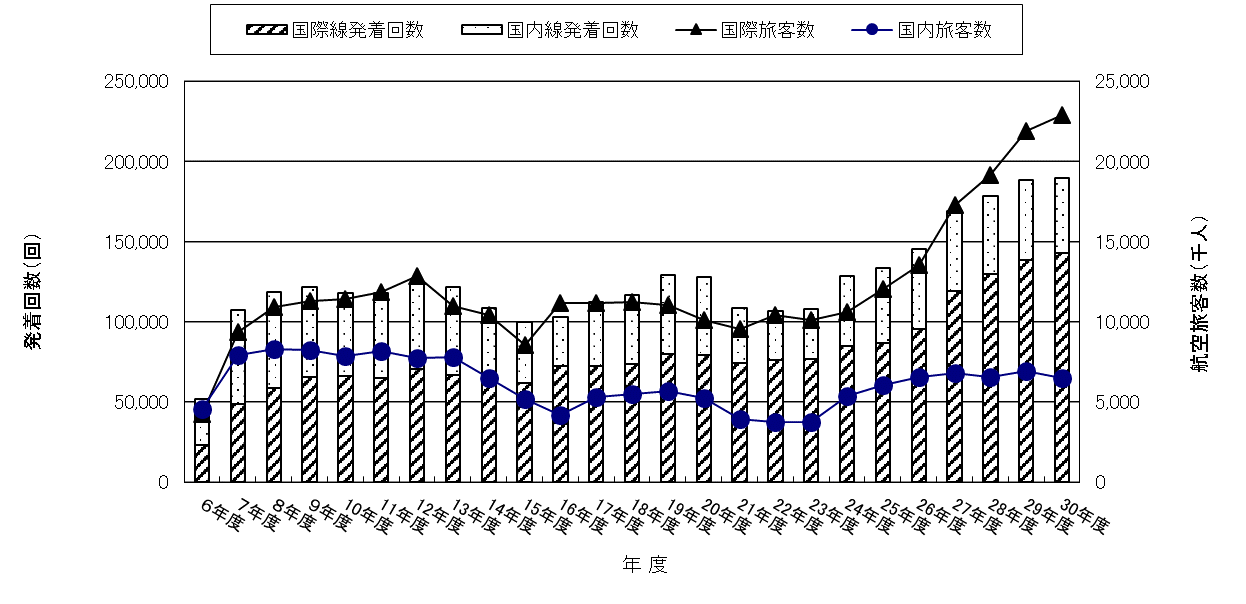 国際線発着回数 国内線発着回数 国際旅客数 国内旅客数
250,000
200,000
150,000
100,000
50,000
0
発着回数(回)
25,000
20,000
15,000
10,000
5,000
0
航空旅客数(千人)
6年度
7年度
8年度
9年度
10年度
11年度
12年度
13年度
14年度
15年度
16年度
17年度
18年度
19年度
20年度
21年度
22年度
23年度
24年度
25年度
26年度
27年度
28年度
29年度
30年度
年 度